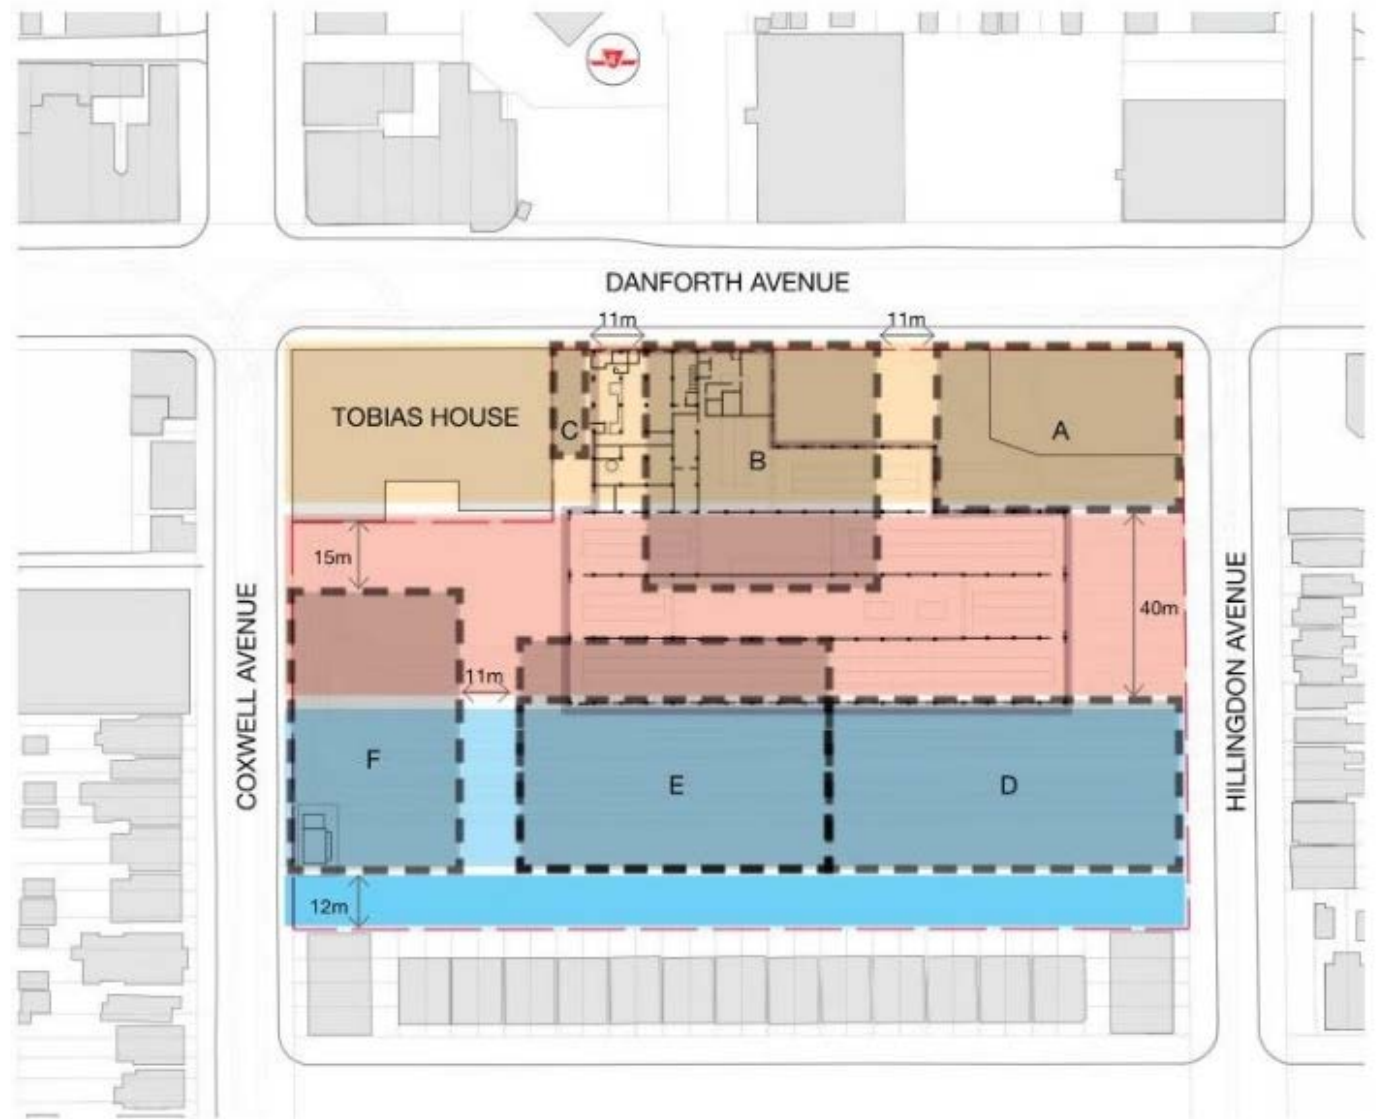 DANFORTH AVENUE
11m
11m
TOBIAS HOUSE
C
B
A
15m
40m
COXWELL AVENUE
HILLINGDON AVENUE
11m
F
E
D
12m